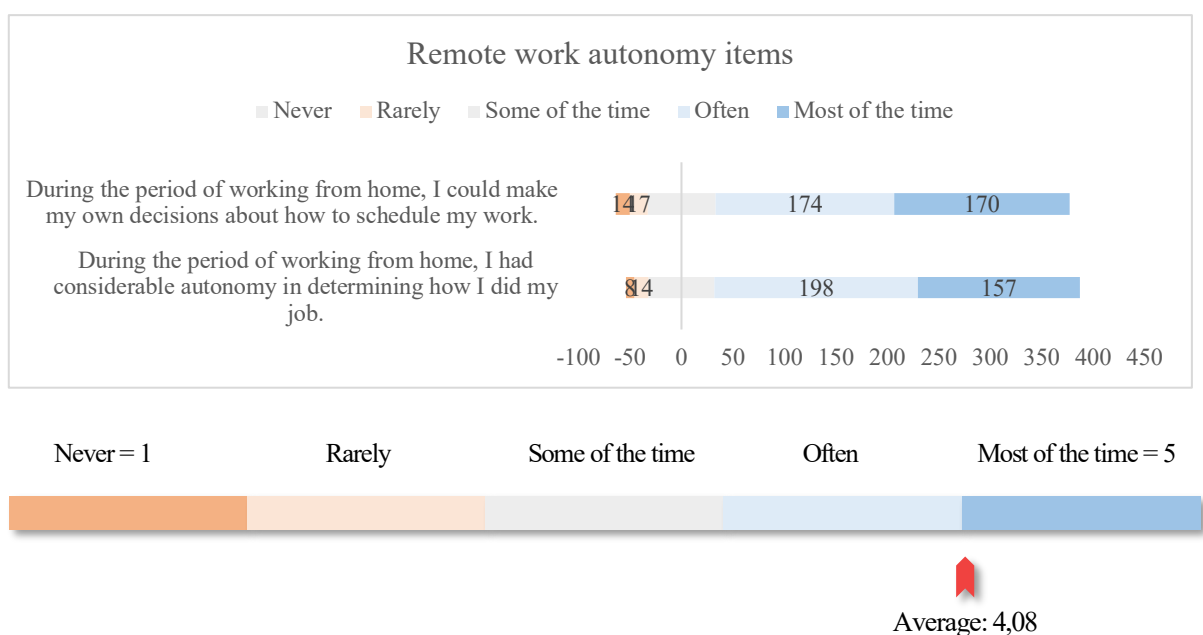 Remote work autonomy items
Never Rarely Some of the time Often Most of the time
During the period of working from home, I could make
my own decisions about how to schedule my work.
14 17 174 170
During the period of working from home, I had
considerable autonomy in determining how I did my
job.
8 14 198 157
-100 -50 0 50 100 150 200 250 300 350 400 450
Never = 1 Rarely Some of the time Often Most of the time = 5
Average: 4,08